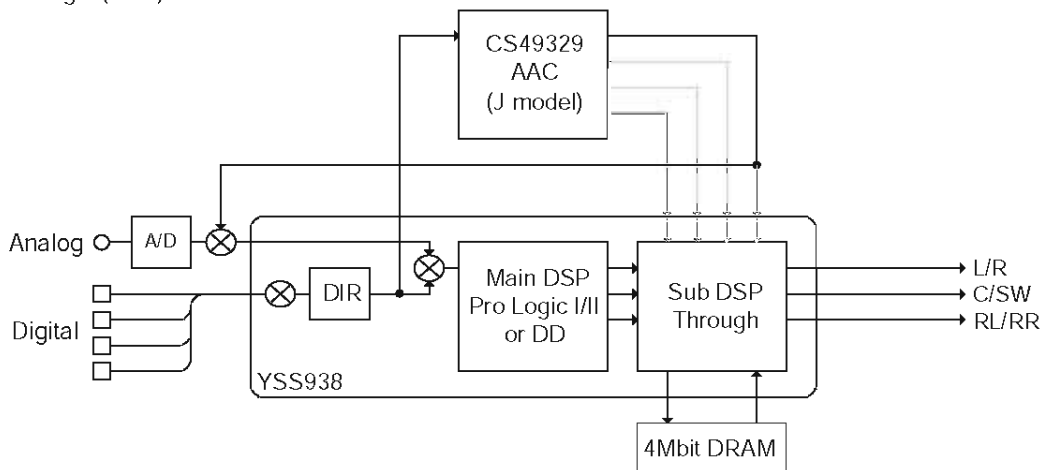 CS49329
AAC
(J model)
Analog
A/D
L/R
DIR
Main DSP
Pro Logic I/II
or DD
Sub DSP
Through
C/SW
RL/RR
Digital
YSS938
4Mbit DRAM